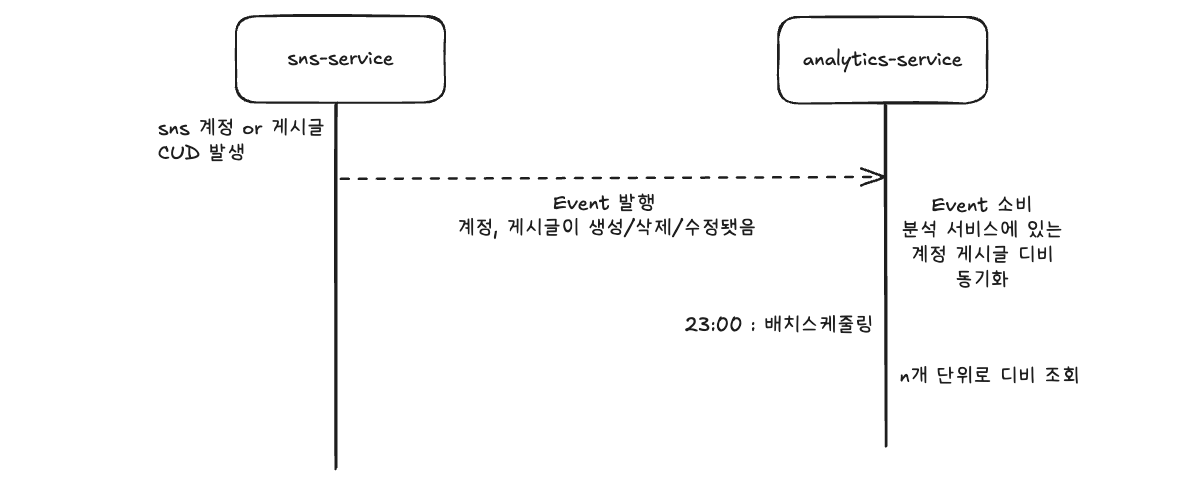 sns-service
analytics-service
sns 계정 or 게시글
CUD 발생
Event 발행
계정, 게시글이 생성/삭제/수정됏음
Event 소비
분석 서비스에 있는
계정 게시글 디비
동기화
23:00 : 배치스케줄링
n개 단위로 디비 조회